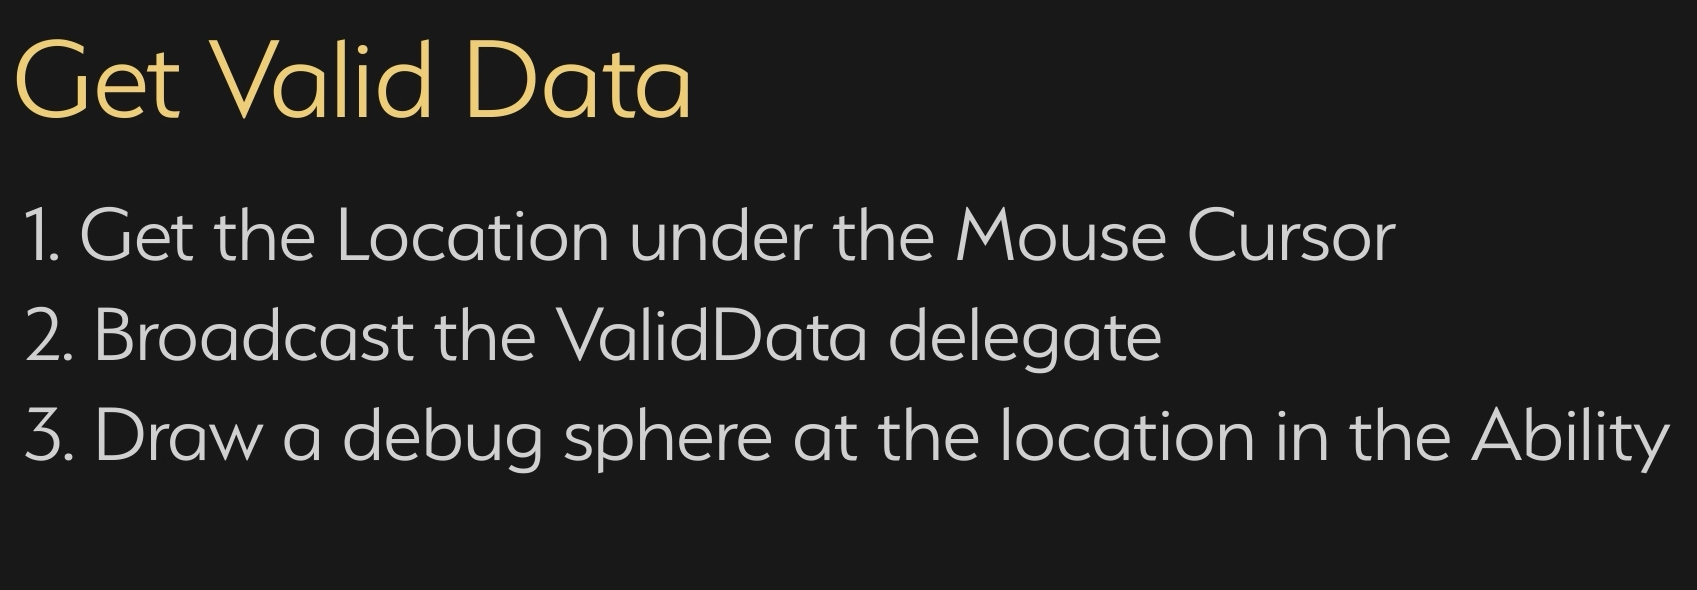 Get Valid Data
1. Get the Location under the Mouse Cursor
2. Broadcast the ValidData delegate
3. Draw a debug sphere at the location in the Ability